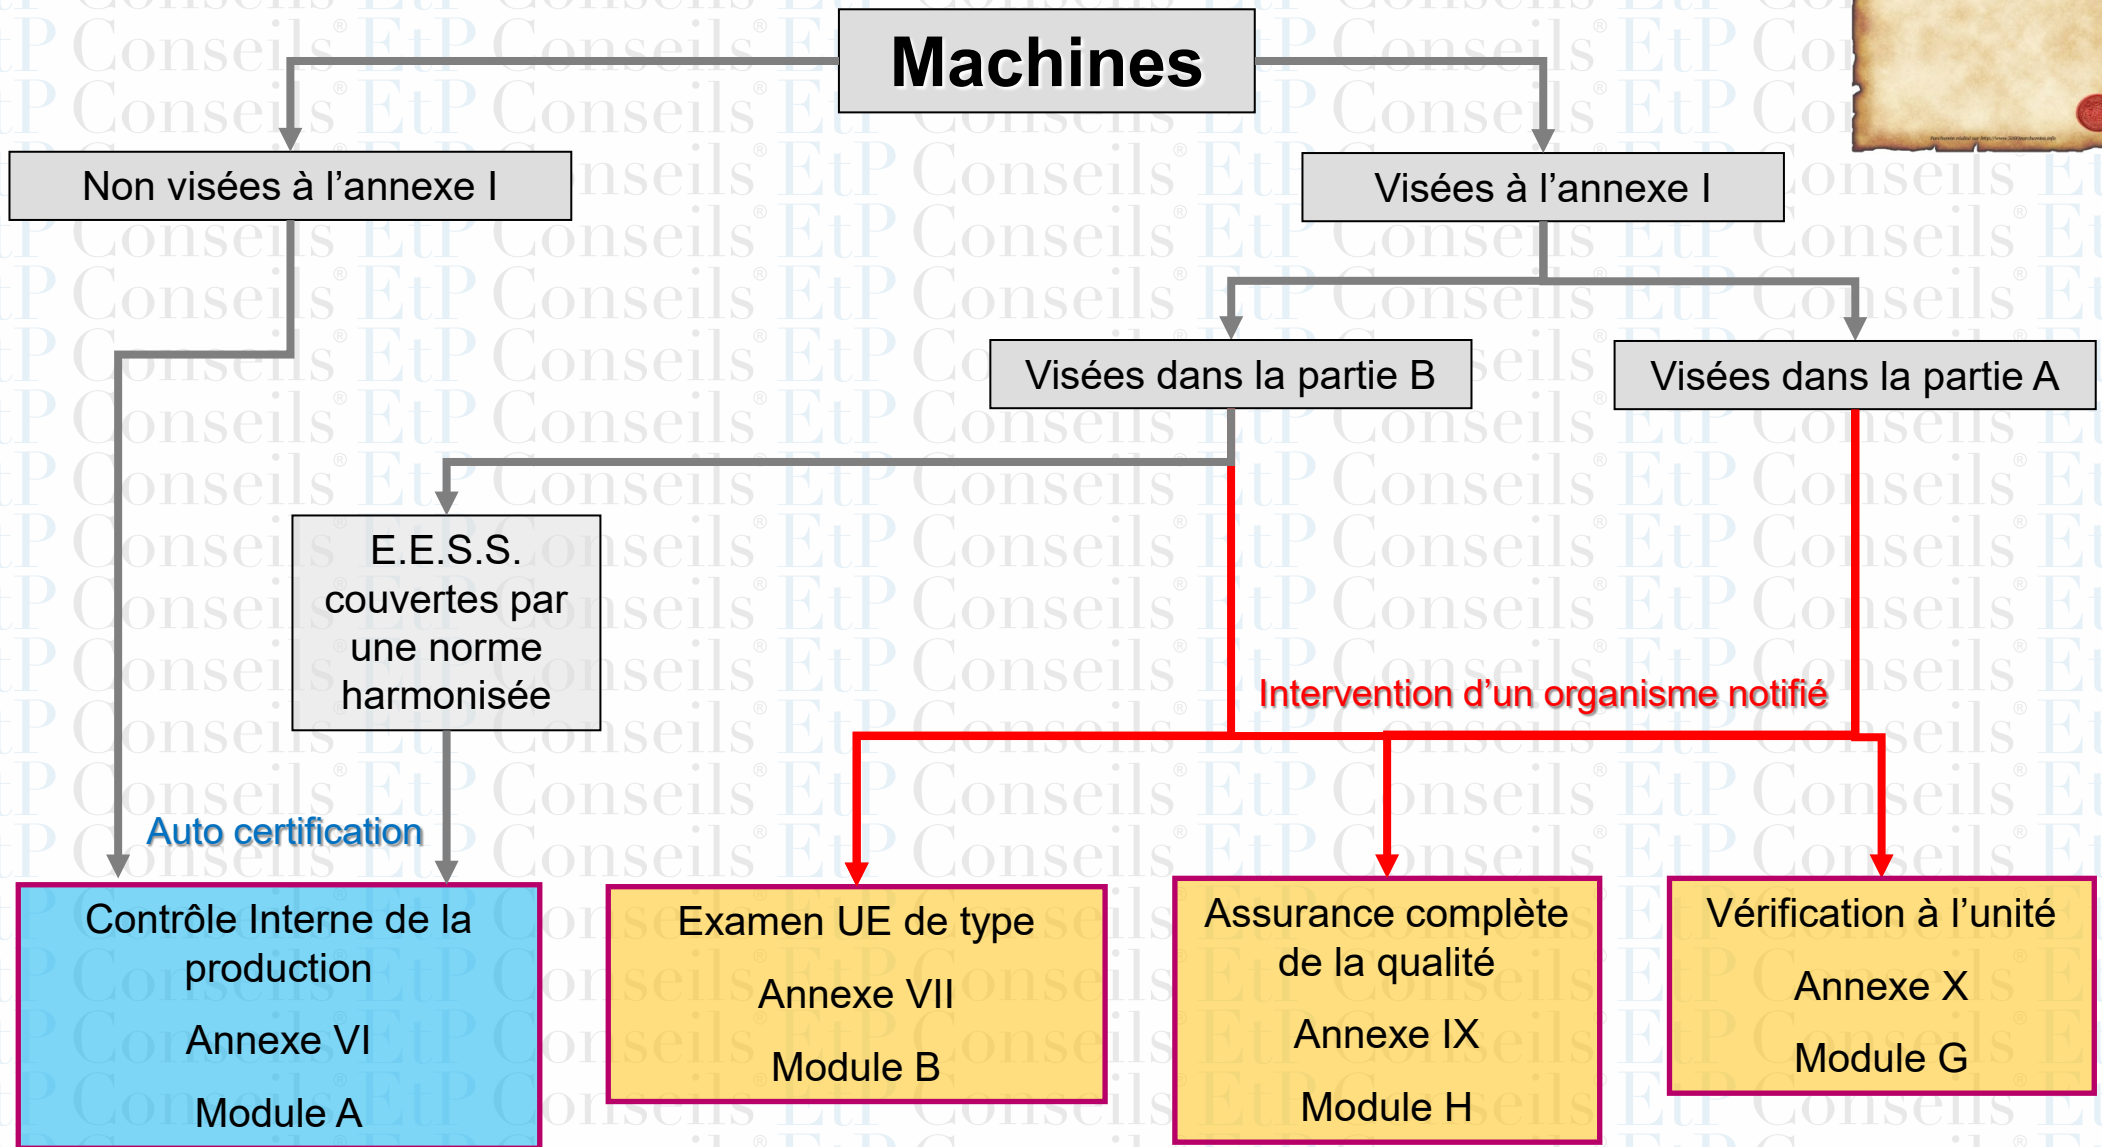 Machines
Non visées à l'annexe I
Visées à l'annexe I
Visées dans la partie B
Visées dans la partie A
E.E.S.S.
couvertes par
une norme
harmonisée
Intervention d'un organisme notifié
Auto certification
Contrôle Interne de la
production
Annexe VI
Module A
Examen UE de type
Annexe VII
Module B
Assurance complète
de la qualité
Annexe IX
Module H
Vérification à l'unité
Annexe X
Module G
EtP Conseils®